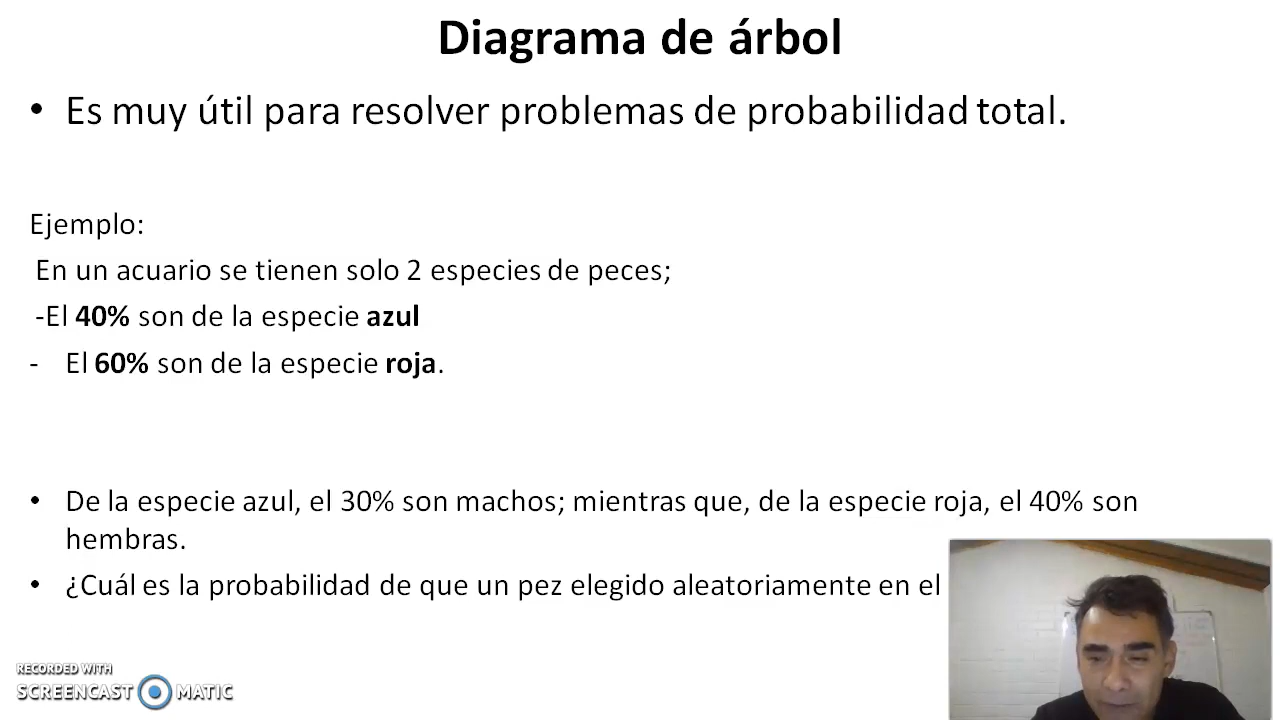 Diagrama de árbol
• Es muy útil para resolver problemas de probabilidad total.
Ejemplo:
En un acuario se tienen solo 2 especies de peces;
-El 40% son de la especie azul
- El 60% son de la especie roja.
• De la especie azul, el 30% son machos; mientras que, de la especie roja, el 40% son
hembras.
• ¿Cuál es la probabilidad de que un pez elegido aleatoriamente en el
RECORDED WITH
SCREENCAST MATIC